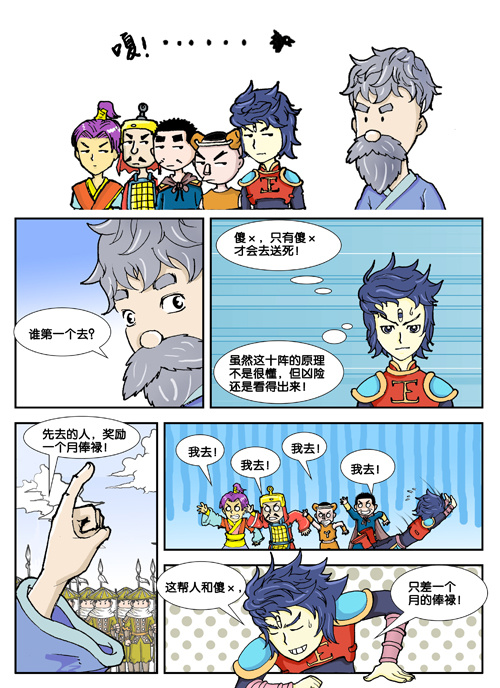 嘎!······
谁第一个去?
傻×，只有傻×
才会去送死！
虽然这十阵的原理
不是很懂，但凶险
还是看得出来！
王
先去的人，奖励
一个月俸禄！
我去！
我去！
我去！
我去！
这帮人和傻×，
只差一个
月的俸禄！